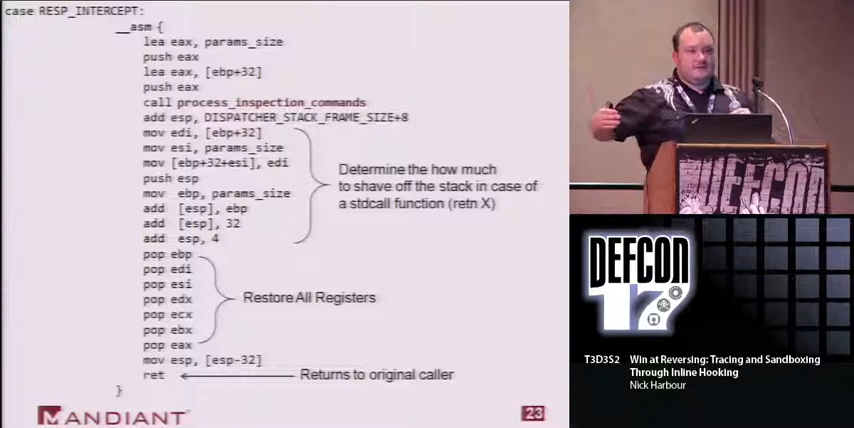 case RESP_INTERCEPT:
__asm {
lea eax, params_size
push eax
lea eax, [ebp+32]
push eax
call process_inspection_commands
add esp, DISPATCHER_STACK_FRAME_SIZE+8
mov edi, [ebp+32]
mov esi, params_size
mov [ebp+32+esi], edi
push esp
mov ebp, params_size
add [esp], ebp
add [esp], 32
add esp, 4
pop ebp
pop edi
pop esi
pop edx
pop ecx
pop ebx
pop eax
mov esp, [esp-32]
ret
}
Determine the how much
to shave off the stack in case of
a stdcall function (retn X)
Restore All Registers
Returns to original caller
MANDIANT
23
DEFCON
DEFCON
17
T3D3S2 Win at Reversing: Tracing and Sandboxing
Through Inline Hooking
Nick Harbour